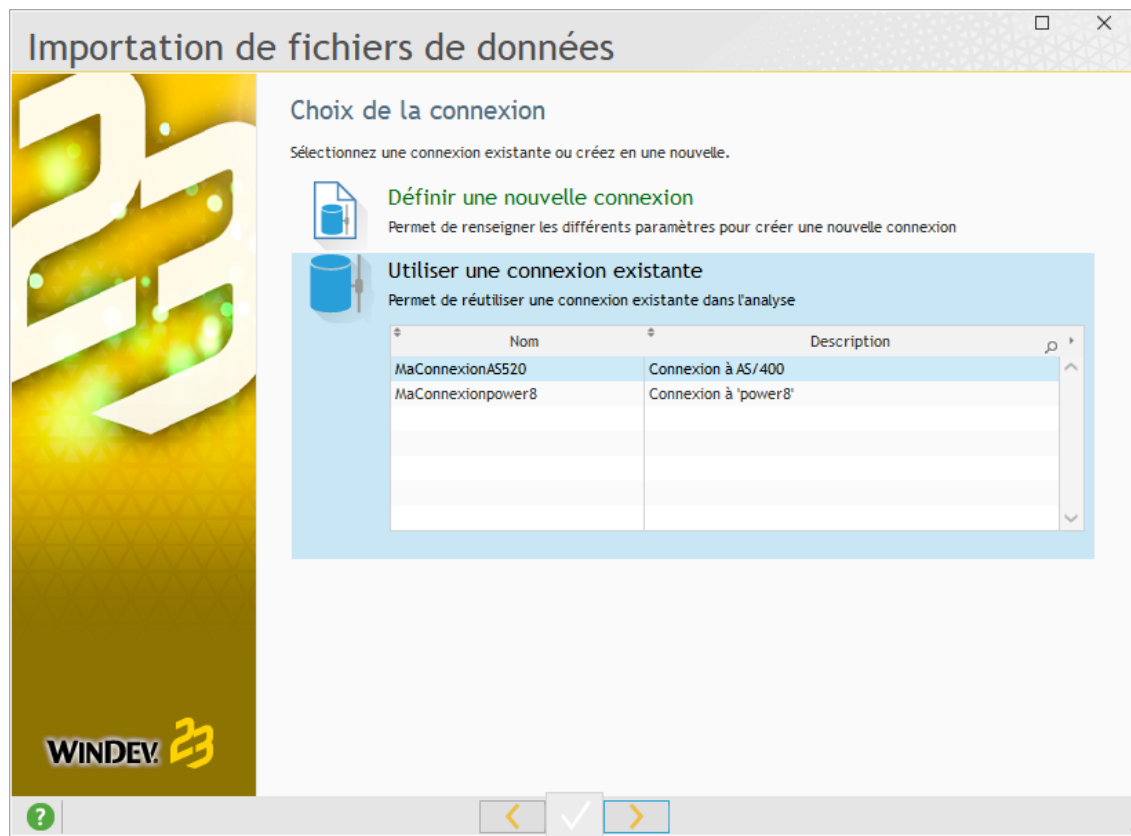 Importation de fichiers de données
Choix de la connexion
Sélectionnez une connexion existante ou créez en une nouvelle.
Définir une nouvelle connexion
Permet de renseigner les différents paramètres pour créer une nouvelle connexion
Utiliser une connexion existante
Permet de réutiliser une connexion existante dans l'analyse
Nom Description
MaConnexionAS520 Connexion à AS/400
MaConnexionpower8 Connexion à 'power8'
23
WINDEV. 23
?